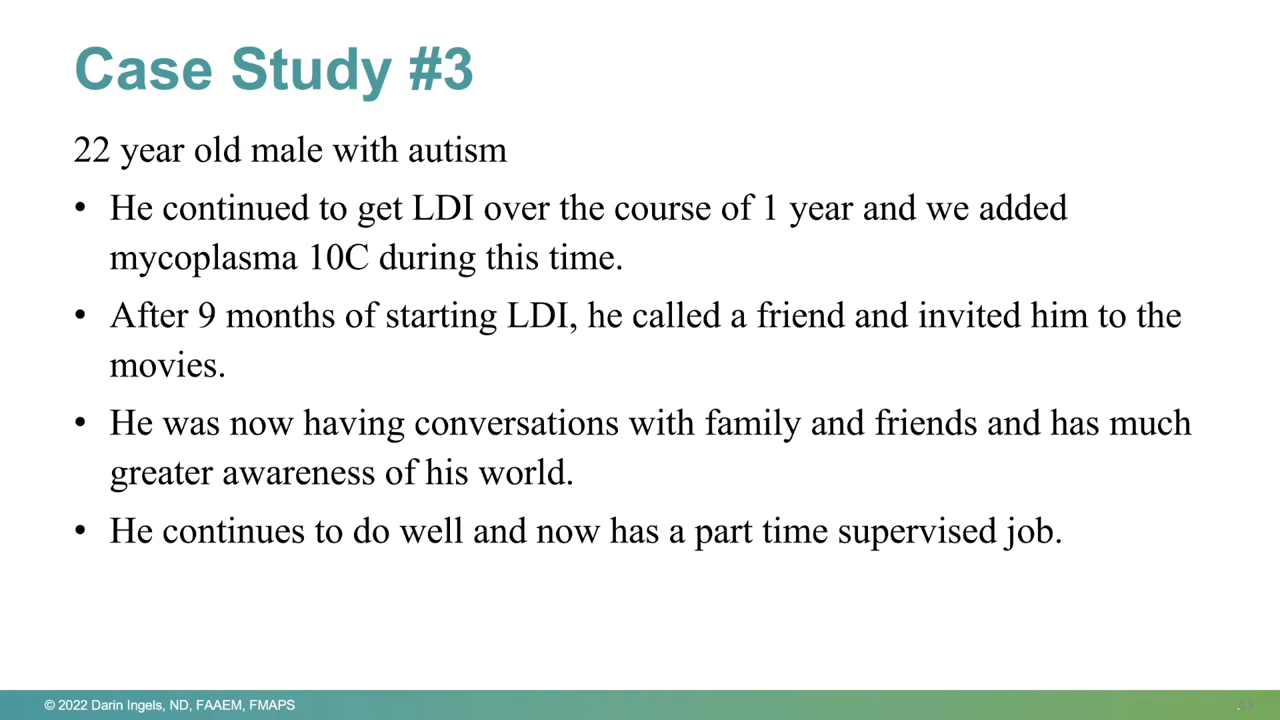 Case Study #3
22 year old male with autism
• He continued to get LDI over the course of 1 year and we added
mycoplasma 10C during this time.
• After 9 months of starting LDI, he called a friend and invited him to the
movies.
• He was now having conversations with family and friends and has much
greater awareness of his world.
• He continues to do well and now has a part time supervised job.
© 2022 Darin Ingels, ND, FAAEM, FMAPS